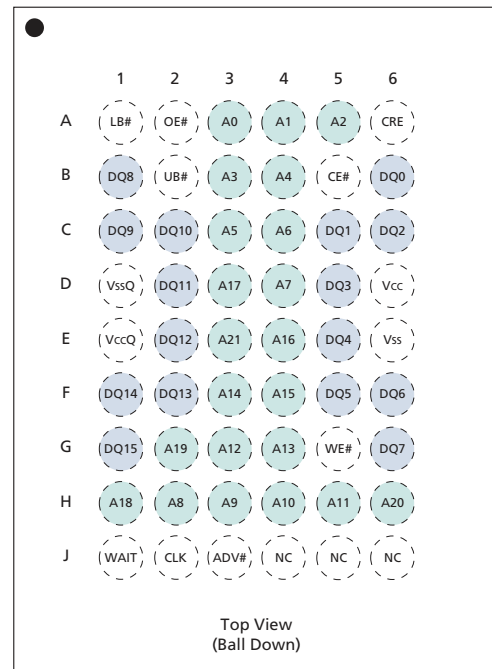 1 2 3 4 5 6
A LB# OE# A0 A1 A2 CRE
B DQ8 UB# A3 A4 CE# DQ0
C DQ9 DQ10 A5 A6 DQ1 DQ2
D VssQ DQ11 A17 A7 DQ3 Vcc
E VccQ DQ12 A21 A16 DQ4 Vss
F DQ14 DQ13 A14 A15 DQ5 DQ6
G DQ15 A19 A12 A13 WE# DQ7
H A18 A8 A9 A10 A11 A20
J WAIT CLK ADV# NC NC NC
Top View
(Ball Down)